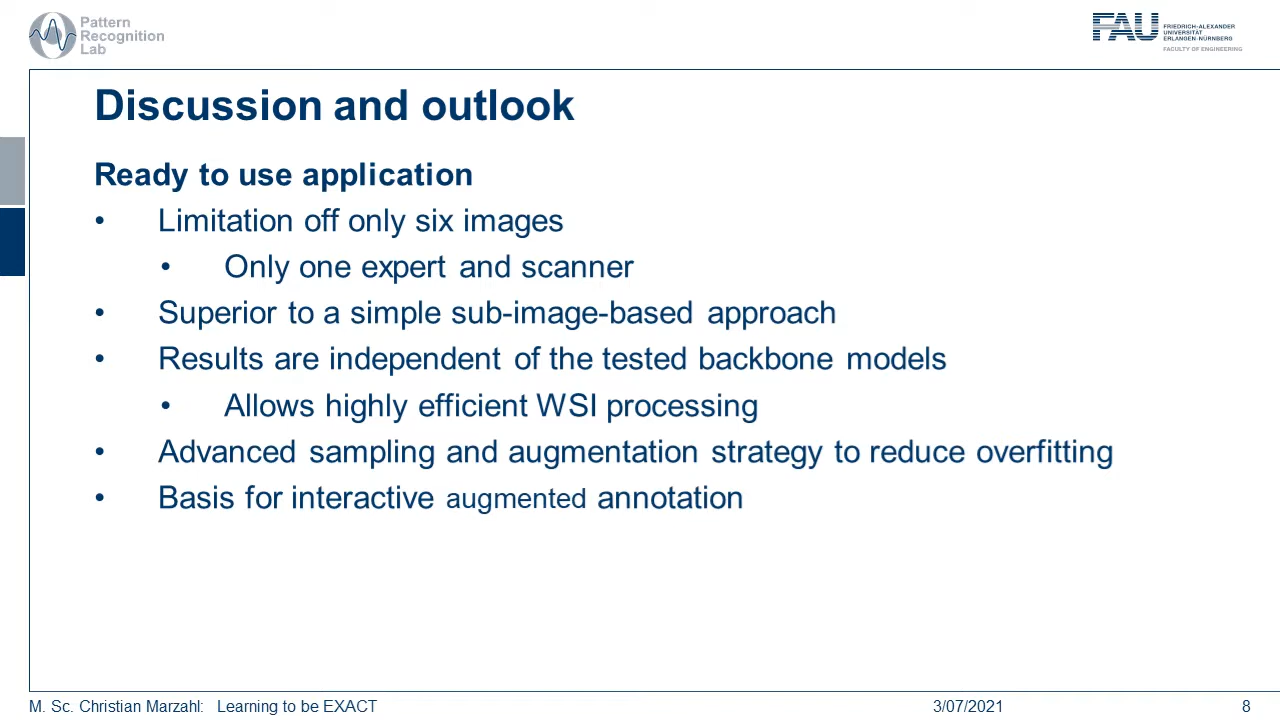 Pattern
Recognition
Lab
FAU
FRIEDRICH-ALEXANDER
UNIVERSITÄT
ERLANGEN-NÜRNBERG
FACULTY OF ENGINEERING
Discussion and outlook
Ready to use application
• Limitation off only six images
• Only one expert and scanner
• Superior to a simple sub-image-based approach
• Results are independent of the tested backbone models
• Allows highly efficient WSI processing
• Advanced sampling and augmentation strategy to reduce overfitting
• Basis for interactive augmented annotation
M. Sc. Christian Marzahl: Learning to be EXACT 3/07/2021 8